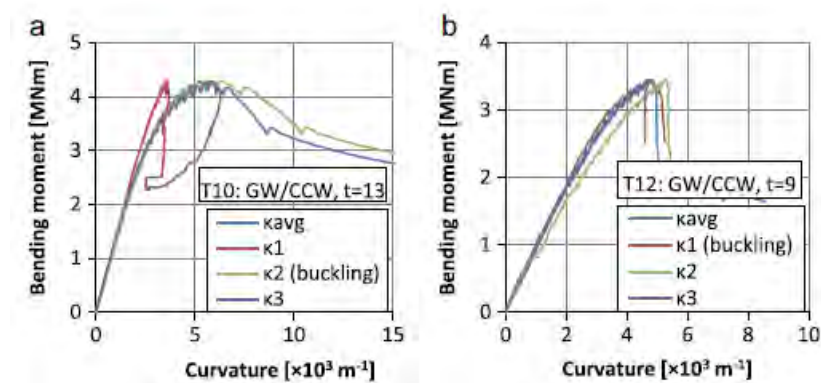 a
b
Bending moment [MNm]
5
4
3
2
1
0
T10: GW/CCW, t=13
κavg
κ1
κ2 (buckling)
κ3
0 5 10 15
Curvature [×10³ m⁻¹]
Bending moment [MNm]
4
3
2
1
0
T12: GW/CCW, t=9
κavg
κ1 (buckling)
κ2
κ3
0 2 4 6 8 10
Curvature [×10³ m⁻¹]